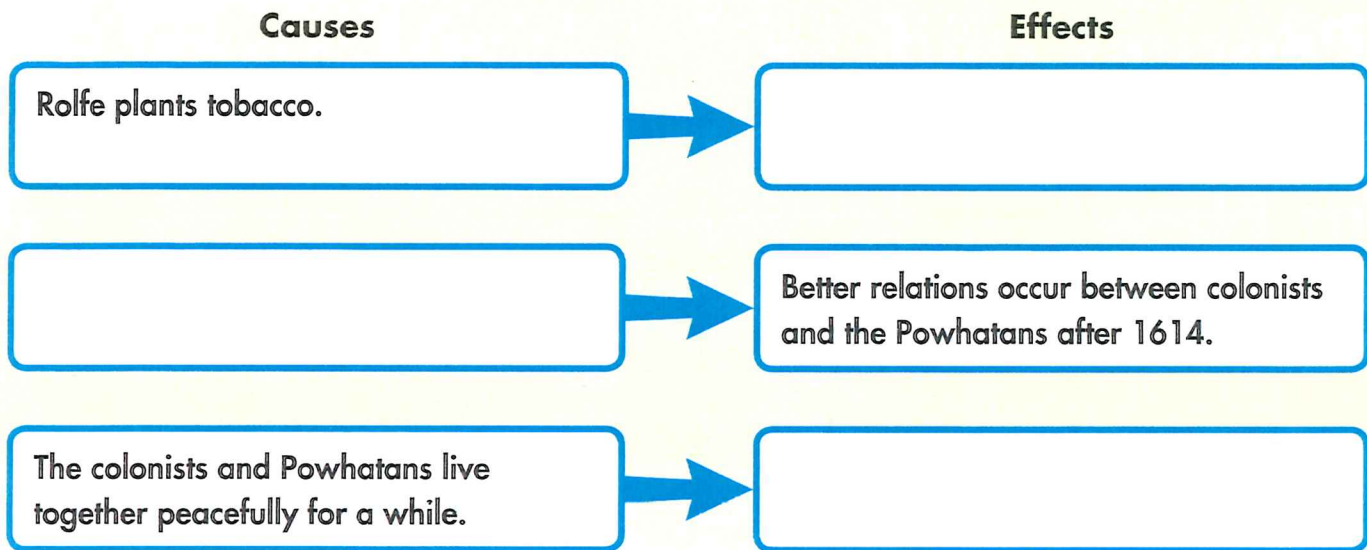 Causes
Effects
Rolfe plants tobacco.
Better relations occur between colonists
and the Powhatans after 1614.
The colonists and Powhatans live
together peacefully for a while.